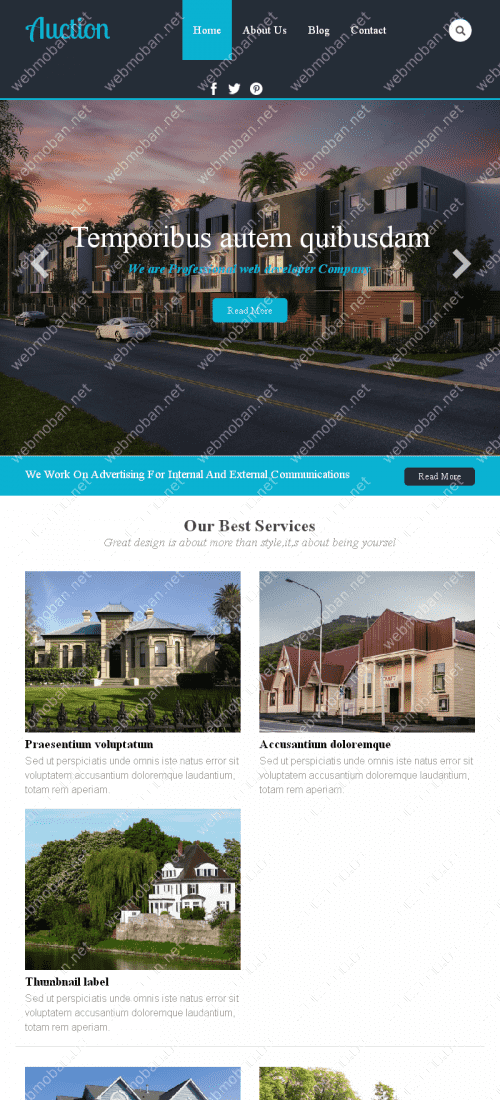 Auction
Home
About Us
Blog
Contact
Temporibus autem quibusdam
We are Professional web developer Company
Read More
We Work On Advertising For Internal And External Communications
Read More
Our Best Services
Great design is about more than style,it,s about being yoursel
Praesentium voluptatum
Sed ut perspiciatis unde omnis iste natus error sit
voluptatem accusantium doloremque laudantium,
totam rem aperiam.
Accusantium doloremque
Sed ut perspiciatis unde omnis iste natus error sit
voluptatem accusantium doloremque laudantium,
totam rem aperiam.
Thumbnail label
Sed ut perspiciatis unde omnis iste natus error sit
voluptatem accusantium doloremque laudantium,
totam rem aperiam.
webmoban.net